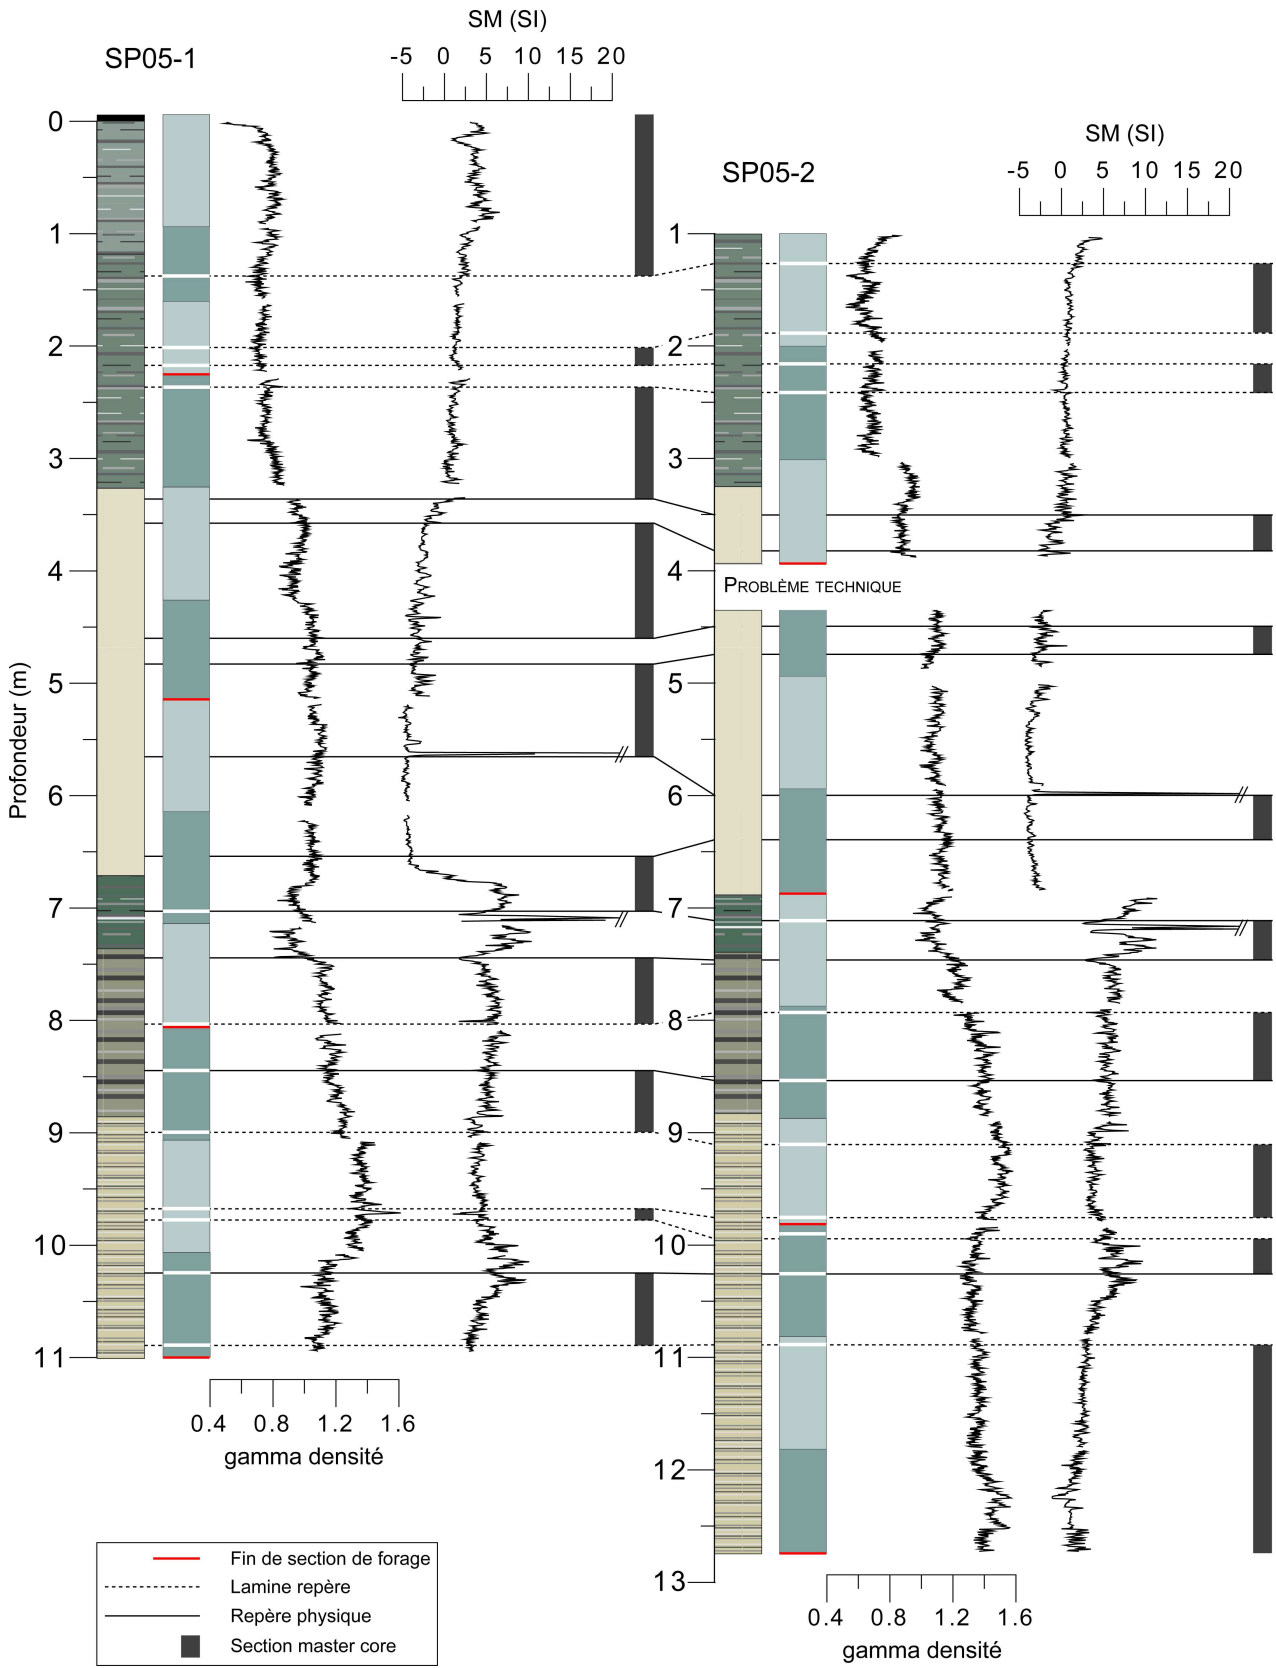 SM (SI)
SP05-1
-5 0 5 10 15 20
0
1
2
3
4
5
6
7
8
9
10
11
Profondeur (m)
0.4 0.8 1.2 1.6
gamma densité
SM (SI)
SP05-2
-5 0 5 10 15 20
1
2
3
4
PROBLÈME TECHNIQUE
5
6
7
8
9
10
11
12
13
0.4 0.8 1.2 1.6
gamma densité
Fin de section de forage
Lamine repère
Repère physique
Section master core